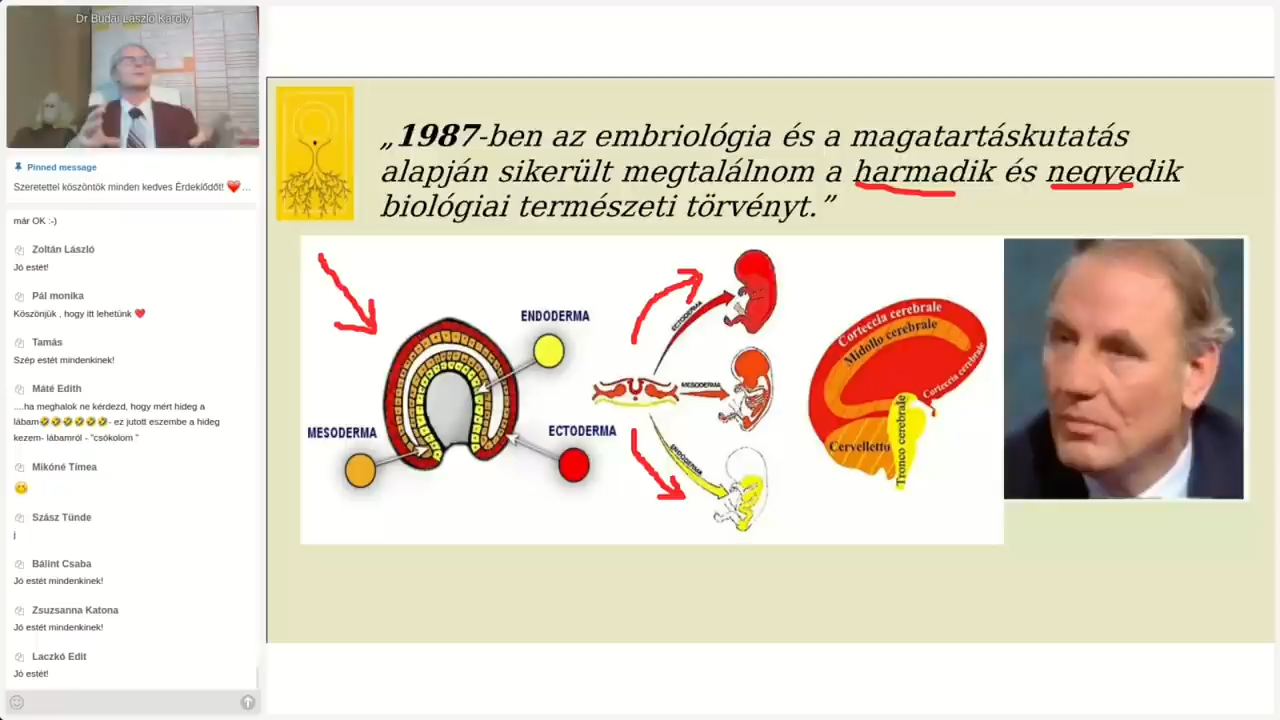 Dr Budai László Károly
Pinned message
Szeretettel köszöntök minden kedves Érdeklődőt! ❤️ ...
már OK :-)
Zoltán László
Jó estét!
Pál monika
Köszönjük , hogy itt lehetünk ❤️
Tamás
Szép estét mindenkinek!
Máté Edith
....ha meghalok ne kérdezd, hogy mért hideg a
lábam🤣🤣🤣🤣🤣🤣- ez jutott eszembe a hideg
kezem- lábamról - "csókolom "
Mikóné Tímea
😊
Szász Tünde
j
Bálint Csaba
Jó estét mindenkinek!
Zsuzsanna Katona
Jó estét mindenkinek!
Laczkó Edit
Jó estét!
„1987-ben az embriológia és a magatartáskutatás
alapján sikerült megtalálnom a harmadik és negyedik
biológiai természeti törvényt.”
ENDODERMA
MESODERMA
ECTODERMA
ECTODERMA
MESODERMA
ENDODERMA
Corteccia cerebrale
Midollo cerebrale
Corteccia cerebrale
Cervelletto
Tronco cerebrale